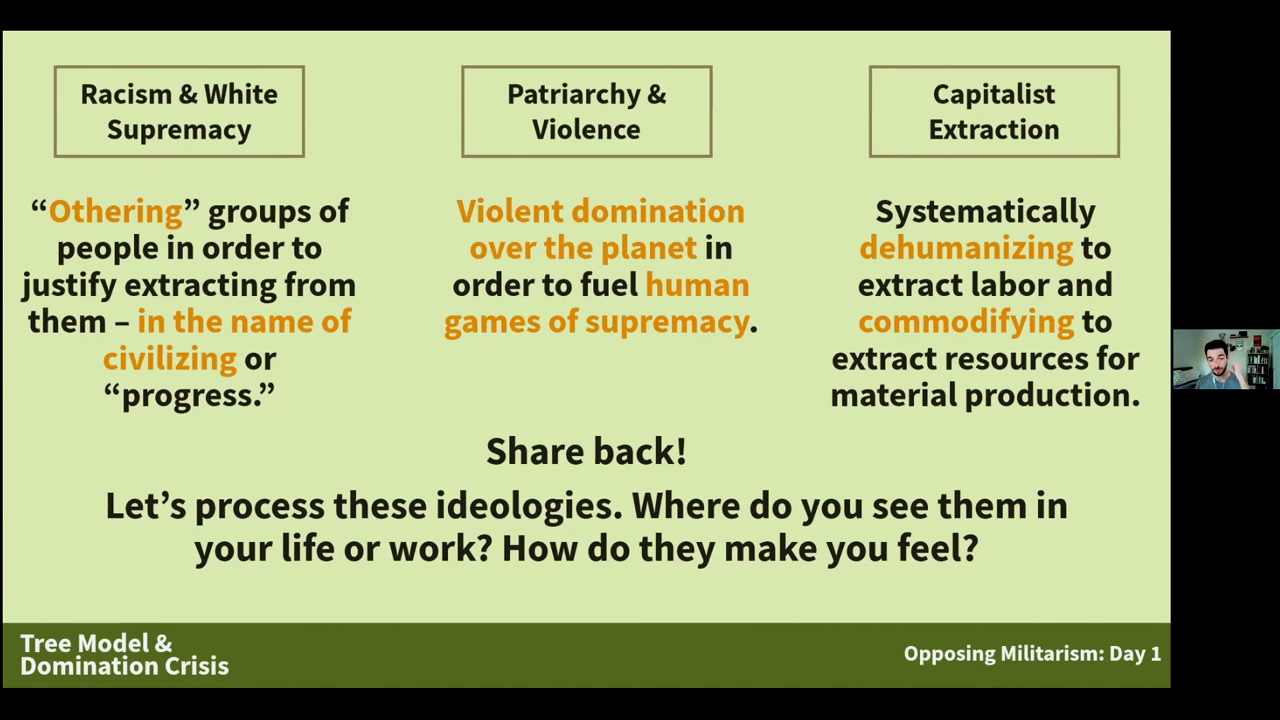 Racism & White
Supremacy
“Othering” groups of
people in order to
justify extracting from
them – in the name of
civilizing or
“progress.”
Patriarchy &
Violence
Violent domination
over the planet in
order to fuel human
games of supremacy.
Capitalist
Extraction
Systematically
dehumanizing to
extract labor and
commodifying to
extract resources for
material production.
Share back!
Let’s process these ideologies. Where do you see them in
your life or work? How do they make you feel?
Tree Model &
Domination Crisis
Opposing Militarism: Day 1